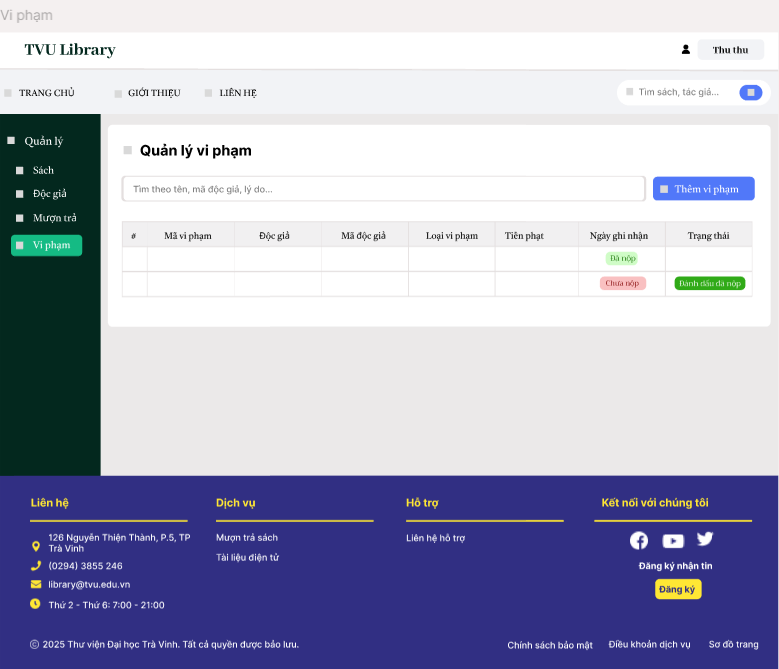 Vi phạm
TVU Library
Thu thu
TRANG CHỦ
GIỚI THIỆU
LIÊN HỆ
Tìm sách, tác giả...
Quản lý
Sách
Độc giả
Mượn trả
Vi phạm
Quản lý vi phạm
Tìm theo tên, mã độc giả, lý do...
Thêm vi phạm
# Mã vi phạm Độc giả Mã độc giả Loại vi phạm Tiền phạt Ngày ghi nhận Trạng thái
Đã nộp
Chưa nộp Đánh dấu đã nộp
Liên hệ
126 Nguyễn Thiện Thành, P.5, TP
Trà Vinh
(0294) 3855 246
library@tvu.edu.vn
Thứ 2 - Thứ 6: 7:00 - 21:00
Dịch vụ
Mượn trả sách
Tài liệu điện tử
Hỗ trợ
Liên hệ hỗ trợ
Kết nối với chúng tôi
Đăng ký nhận tin
Đăng ký
© 2025 Thư viện Đại học Trà Vinh. Tất cả quyền được bảo lưu.
Chính sách bảo mật Điều khoản dịch vụ Sơ đồ trang